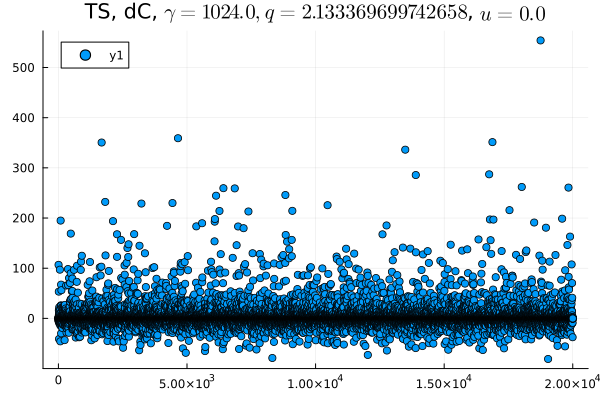 TS, dC, γ = 1024.0, q = 2.133369699742658, u = 0.0
y1
500
400
300
200
100
0
0 5.00×10³ 1.00×10⁴ 1.50×10⁴ 2.00×10⁴